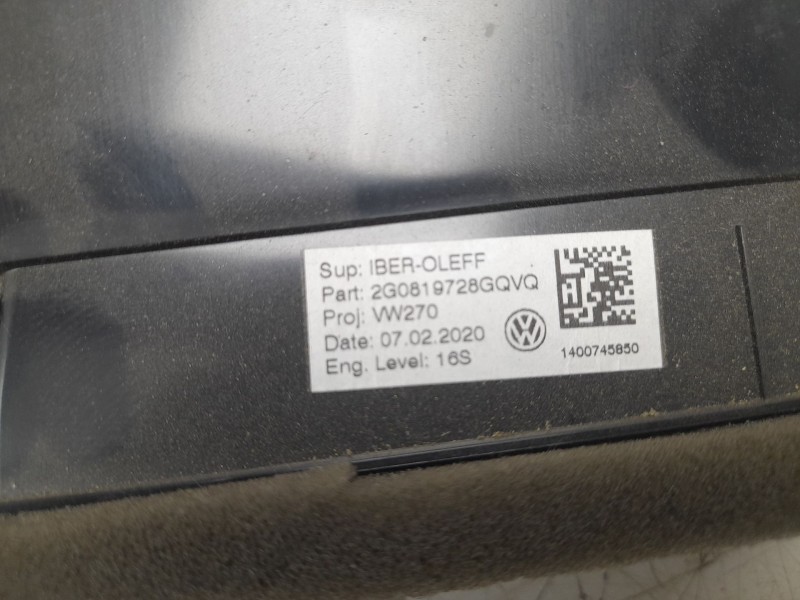 Sup: IBER-OLEFF
Part: 2G0819728GQVQ
Proj: VW270
Date: 07.02.2020
Eng. Level: 16S
1400745850